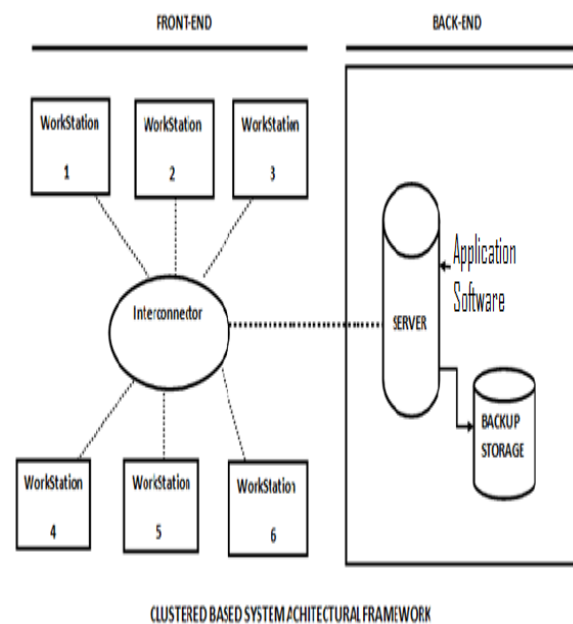 FRONT-END
BACK-END
WorkStation
1
WorkStation
2
WorkStation
3
Interconnector
Application
Software
SERVER
BACKUP
STORAGE
WorkStation
4
WorkStation
5
WorkStation
6
CLUSTERED BASED SYSTEM ACHITECTURAL FRAMEWORK